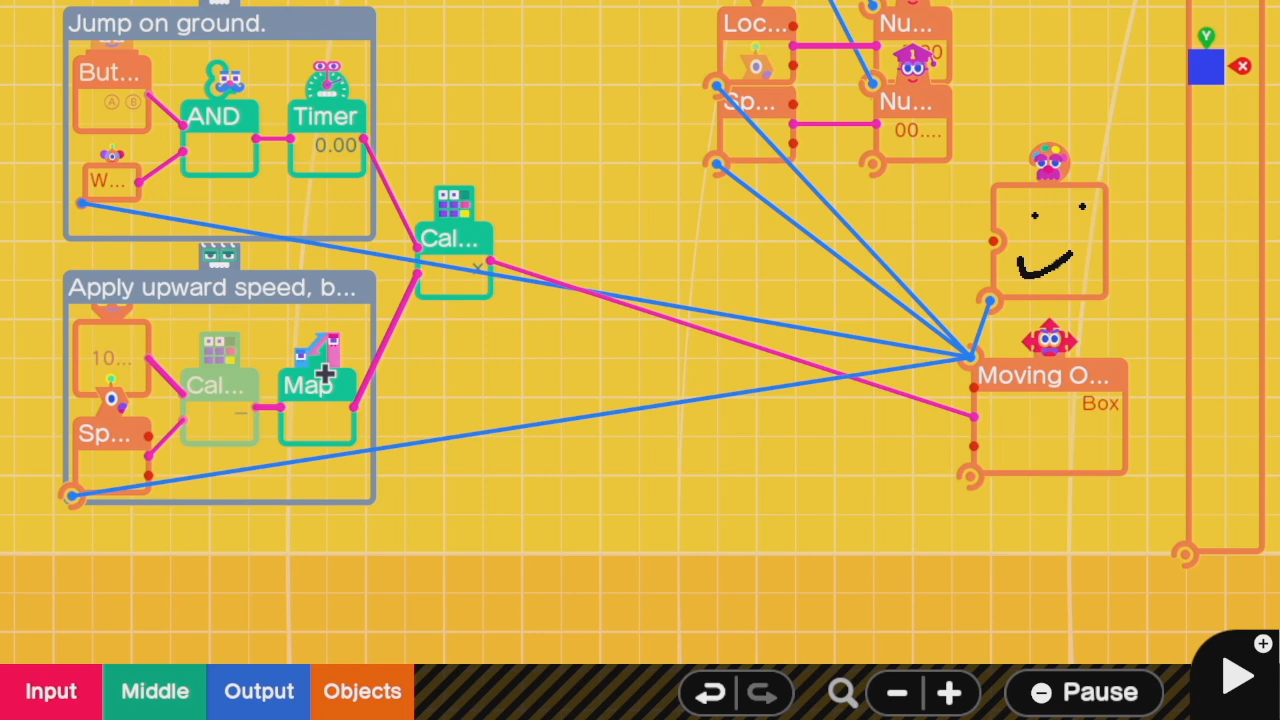 Jump on ground.
But...
A B
AND
Timer
0.00
W...
Cal...
×
Apply upward speed, b...
10...
Cal...
−
Map
Sp...
Loc...
Nu...
Sp...
Nu...
00....
1
Y
X
Moving O...
Box
Input
Middle
Output
Objects
Pause